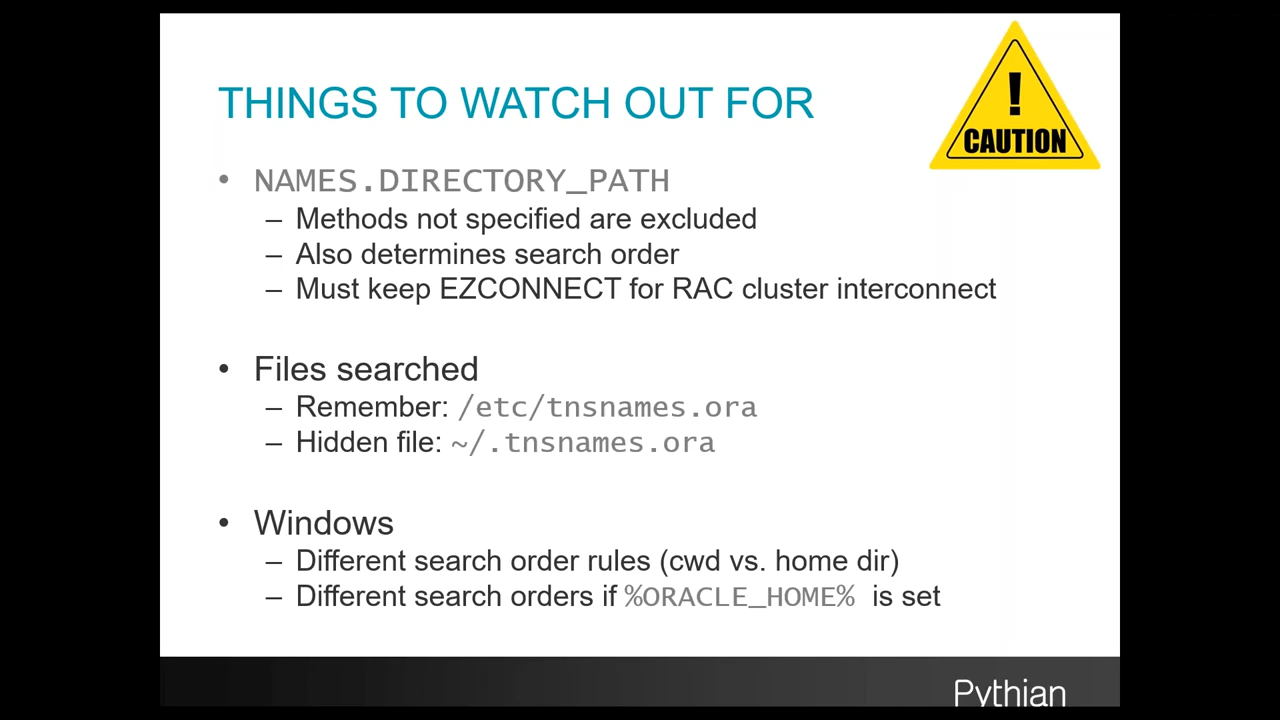 THINGS TO WATCH OUT FOR
!
CAUTION
• NAMES.DIRECTORY_PATH
– Methods not specified are excluded
– Also determines search order
– Must keep EZCONNECT for RAC cluster interconnect
• Files searched
– Remember: /etc/tnsnames.ora
– Hidden file: ~/.tnsnames.ora
• Windows
– Different search order rules (cwd vs. home dir)
– Different search orders if %ORACLE_HOME% is set
Pythian